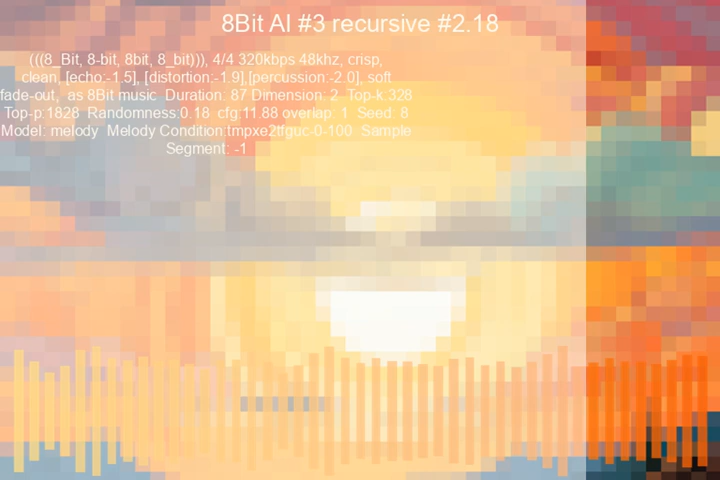 8Bit AI #3 recursive #2.18
(((8_Bit, 8-bit, 8bit, 8_bit))), 4/4 320kbps 48khz, crisp,
clean, [echo:-1.5], [distortion:-1.9],[percussion:-2.0], soft
fade-out,  as 8Bit music  Duration: 87 Dimension: 2  Top-k:328
Top-p:1828  Randomness:0.18  cfg:11.88 overlap: 1  Seed: 8
Model: melody  Melody Condition:tmpxe2tfguc-0-100  Sample
Segment: -1